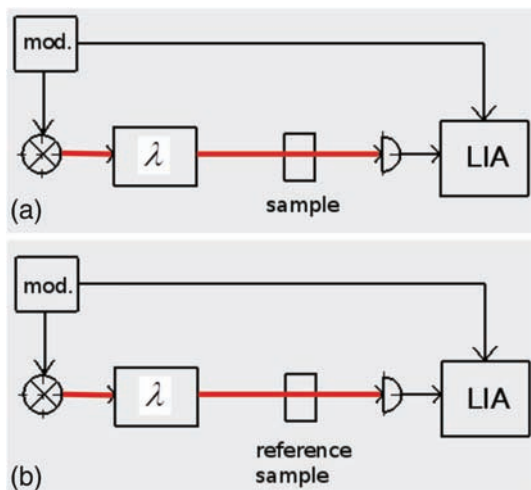 mod.
λ
LIA
sample
(a)
mod.
λ
LIA
reference
sample
(b)